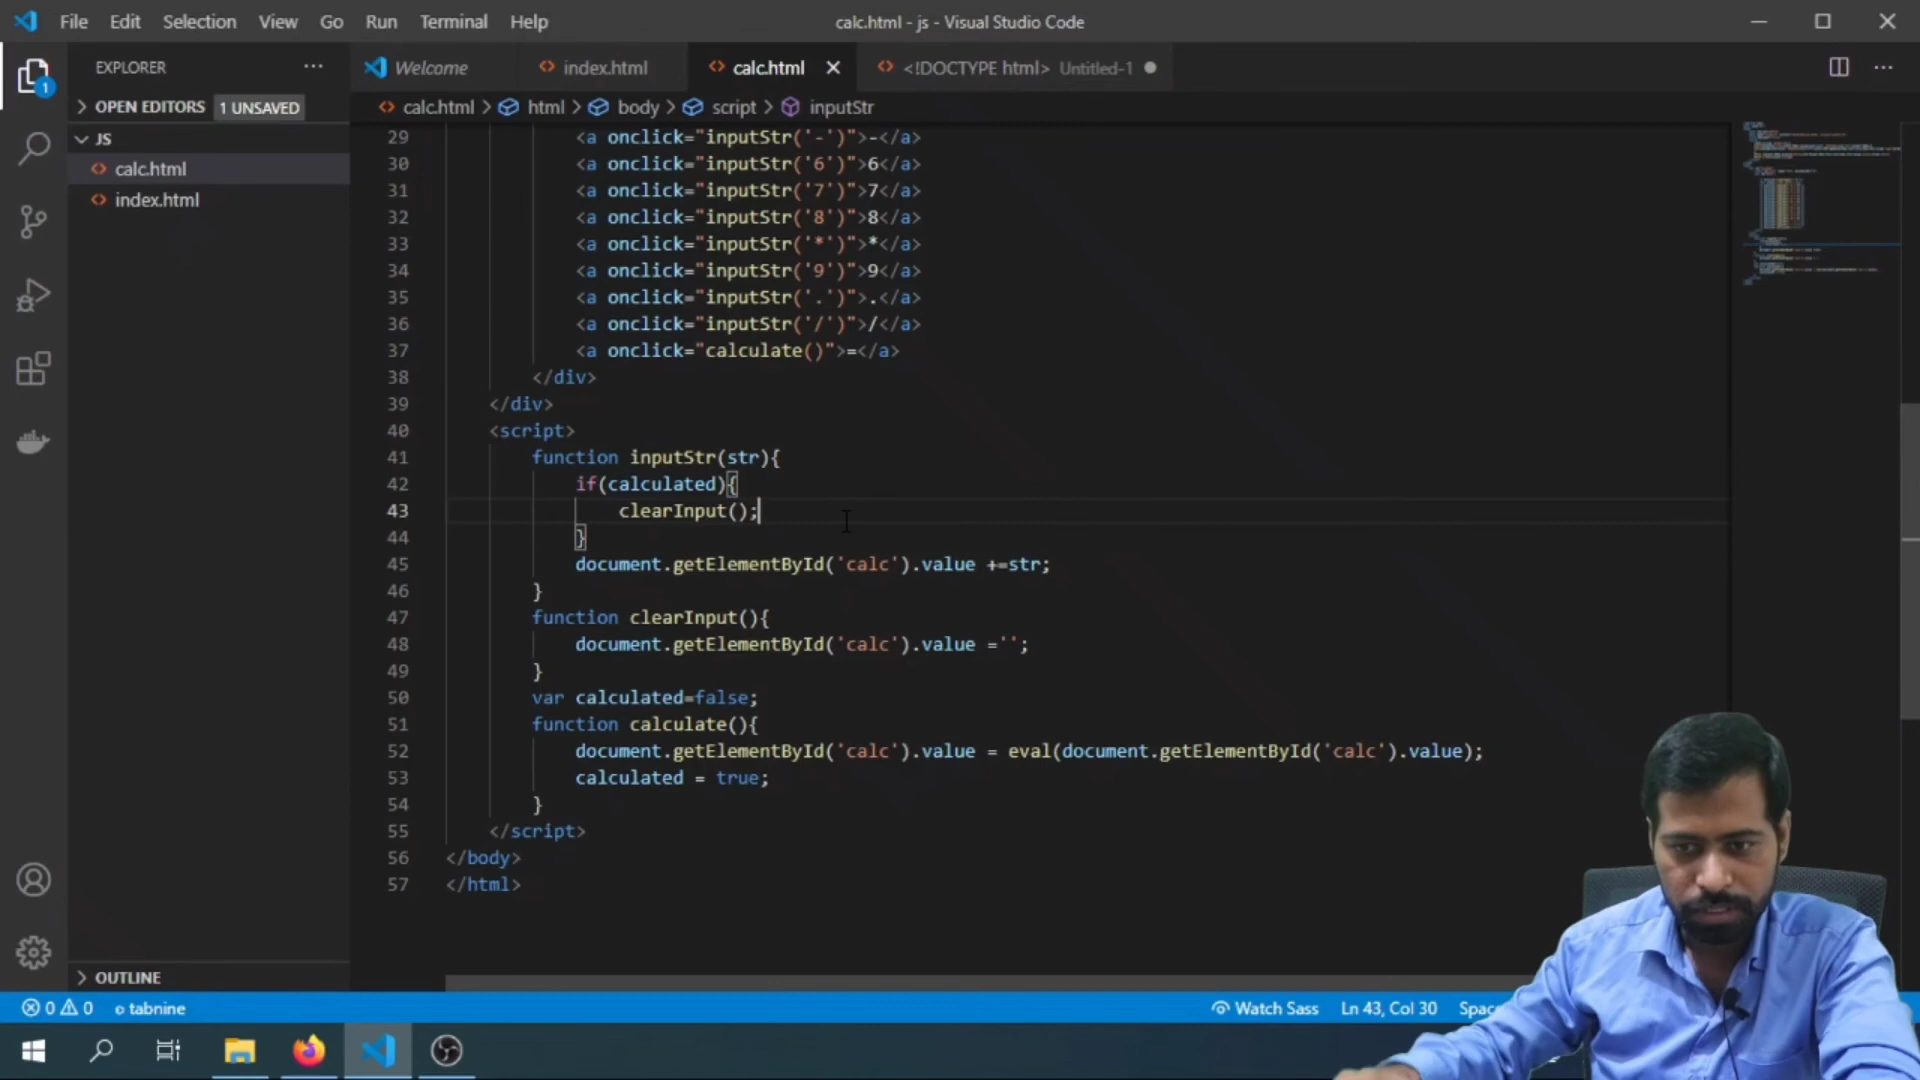 File Edit Selection View Go Run Terminal Help calc.html - js - Visual Studio Code
EXPLORER ... Welcome index.html calc.html <!DOCTYPE html> Untitled-1
1
OPEN EDITORS 1 UNSAVED calc.html > html > body > script > inputStr
JS
calc.html
index.html
29 <a onclick="inputStr('-')">-</a>
30 <a onclick="inputStr('6')">6</a>
31 <a onclick="inputStr('7')">7</a>
32 <a onclick="inputStr('8')">8</a>
33 <a onclick="inputStr('*')">*</a>
34 <a onclick="inputStr('9')">9</a>
35 <a onclick="inputStr('.')">.</a>
36 <a onclick="inputStr('/')">/</a>
37 <a onclick="calculate()">=</a>
38 </div>
39 </div>
40 <script>
41 function inputStr(str){
42 if(calculated){
43 clearInput();
44 }
45 document.getElementById('calc').value +=str;
46 }
47 function clearInput(){
48 document.getElementById('calc').value ='';
49 }
50 var calculated=false;
51 function calculate(){
52 document.getElementById('calc').value = eval(document.getElementById('calc').value);
53 calculated = true;
54 }
55 </script>
56 </body>
57 </html>
OUTLINE
0 0 tabnine Watch Sass Ln 43, Col 30